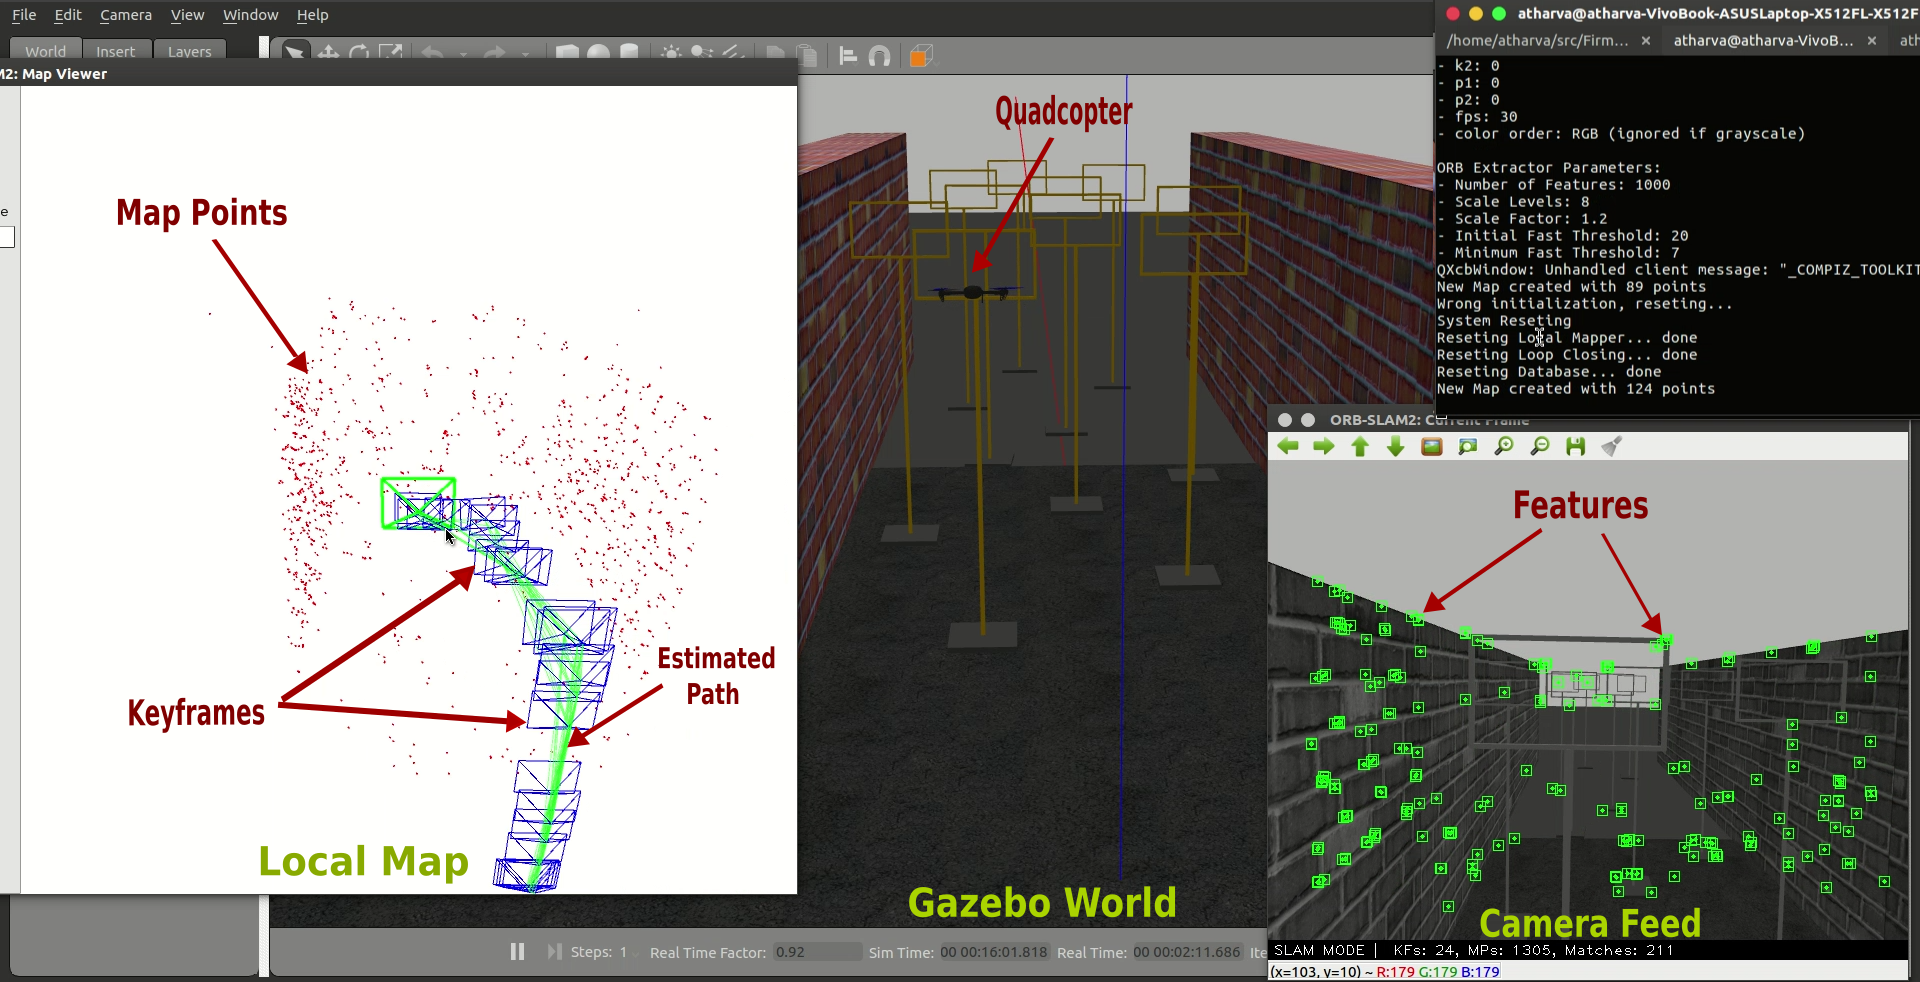 File Edit Camera View Window Help
World Insert Layers
M2: Map Viewer
e
Map Points
Keyframes
Estimated
Path
Local Map
Quadcopter
Gazebo World
Steps: 1 Real Time Factor: 0.92 Sim Time: 00 00:16:01.818 Real Time: 00 00:02:11.686 Ite
atharva@atharva-VivoBook-ASUSLaptop-X512FL-X512F
/home/atharva/src/Firm... × atharva@atharva-VivoB... × ath
- k2: 0
- p1: 0
- p2: 0
- fps: 30
- color order: RGB (ignored if grayscale)
ORB Extractor Parameters:
- Number of Features: 1000
- Scale Levels: 8
- Scale Factor: 1.2
- Initial Fast Threshold: 20
- Minimum Fast Threshold: 7
QXcbWindow: Unhandled client message: "_COMPIZ_TOOLKIT
New Map created with 89 points
Wrong initialization, reseting...
System Reseting
Reseting Local Mapper... done
Reseting Loop Closing... done
Reseting Database... done
New Map created with 124 points
ORB-SLAM2: Current Frame
Features
Camera Feed
SLAM MODE | KFs: 24, MPs: 1305, Matches: 211
(x=103, y=10) ~ R:179 G:179 B:179